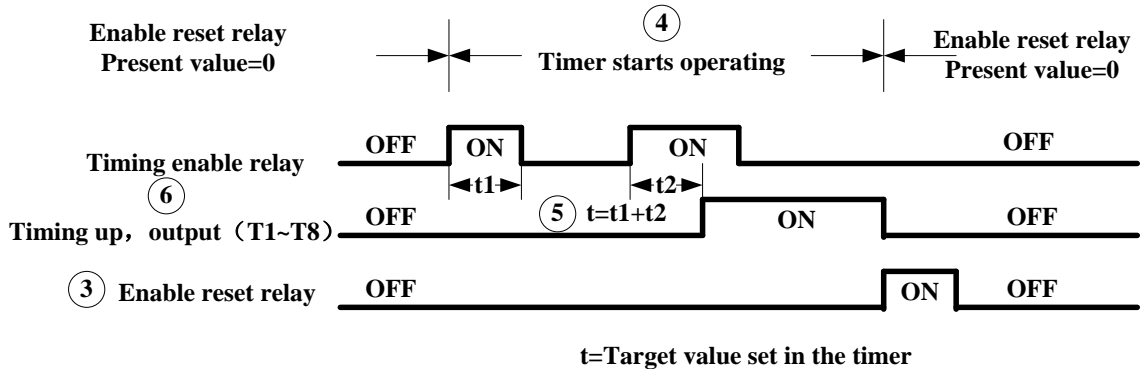 Enable reset relay
Present value=0
④
Timer starts operating
Enable reset relay
Present value=0
Timing enable relay
OFF ON ON OFF
t1 t2
⑥
⑤ t=t1+t2
Timing up，output（T1~T8）
OFF ON OFF
③ Enable reset relay OFF ON OFF
t=Target value set in the timer